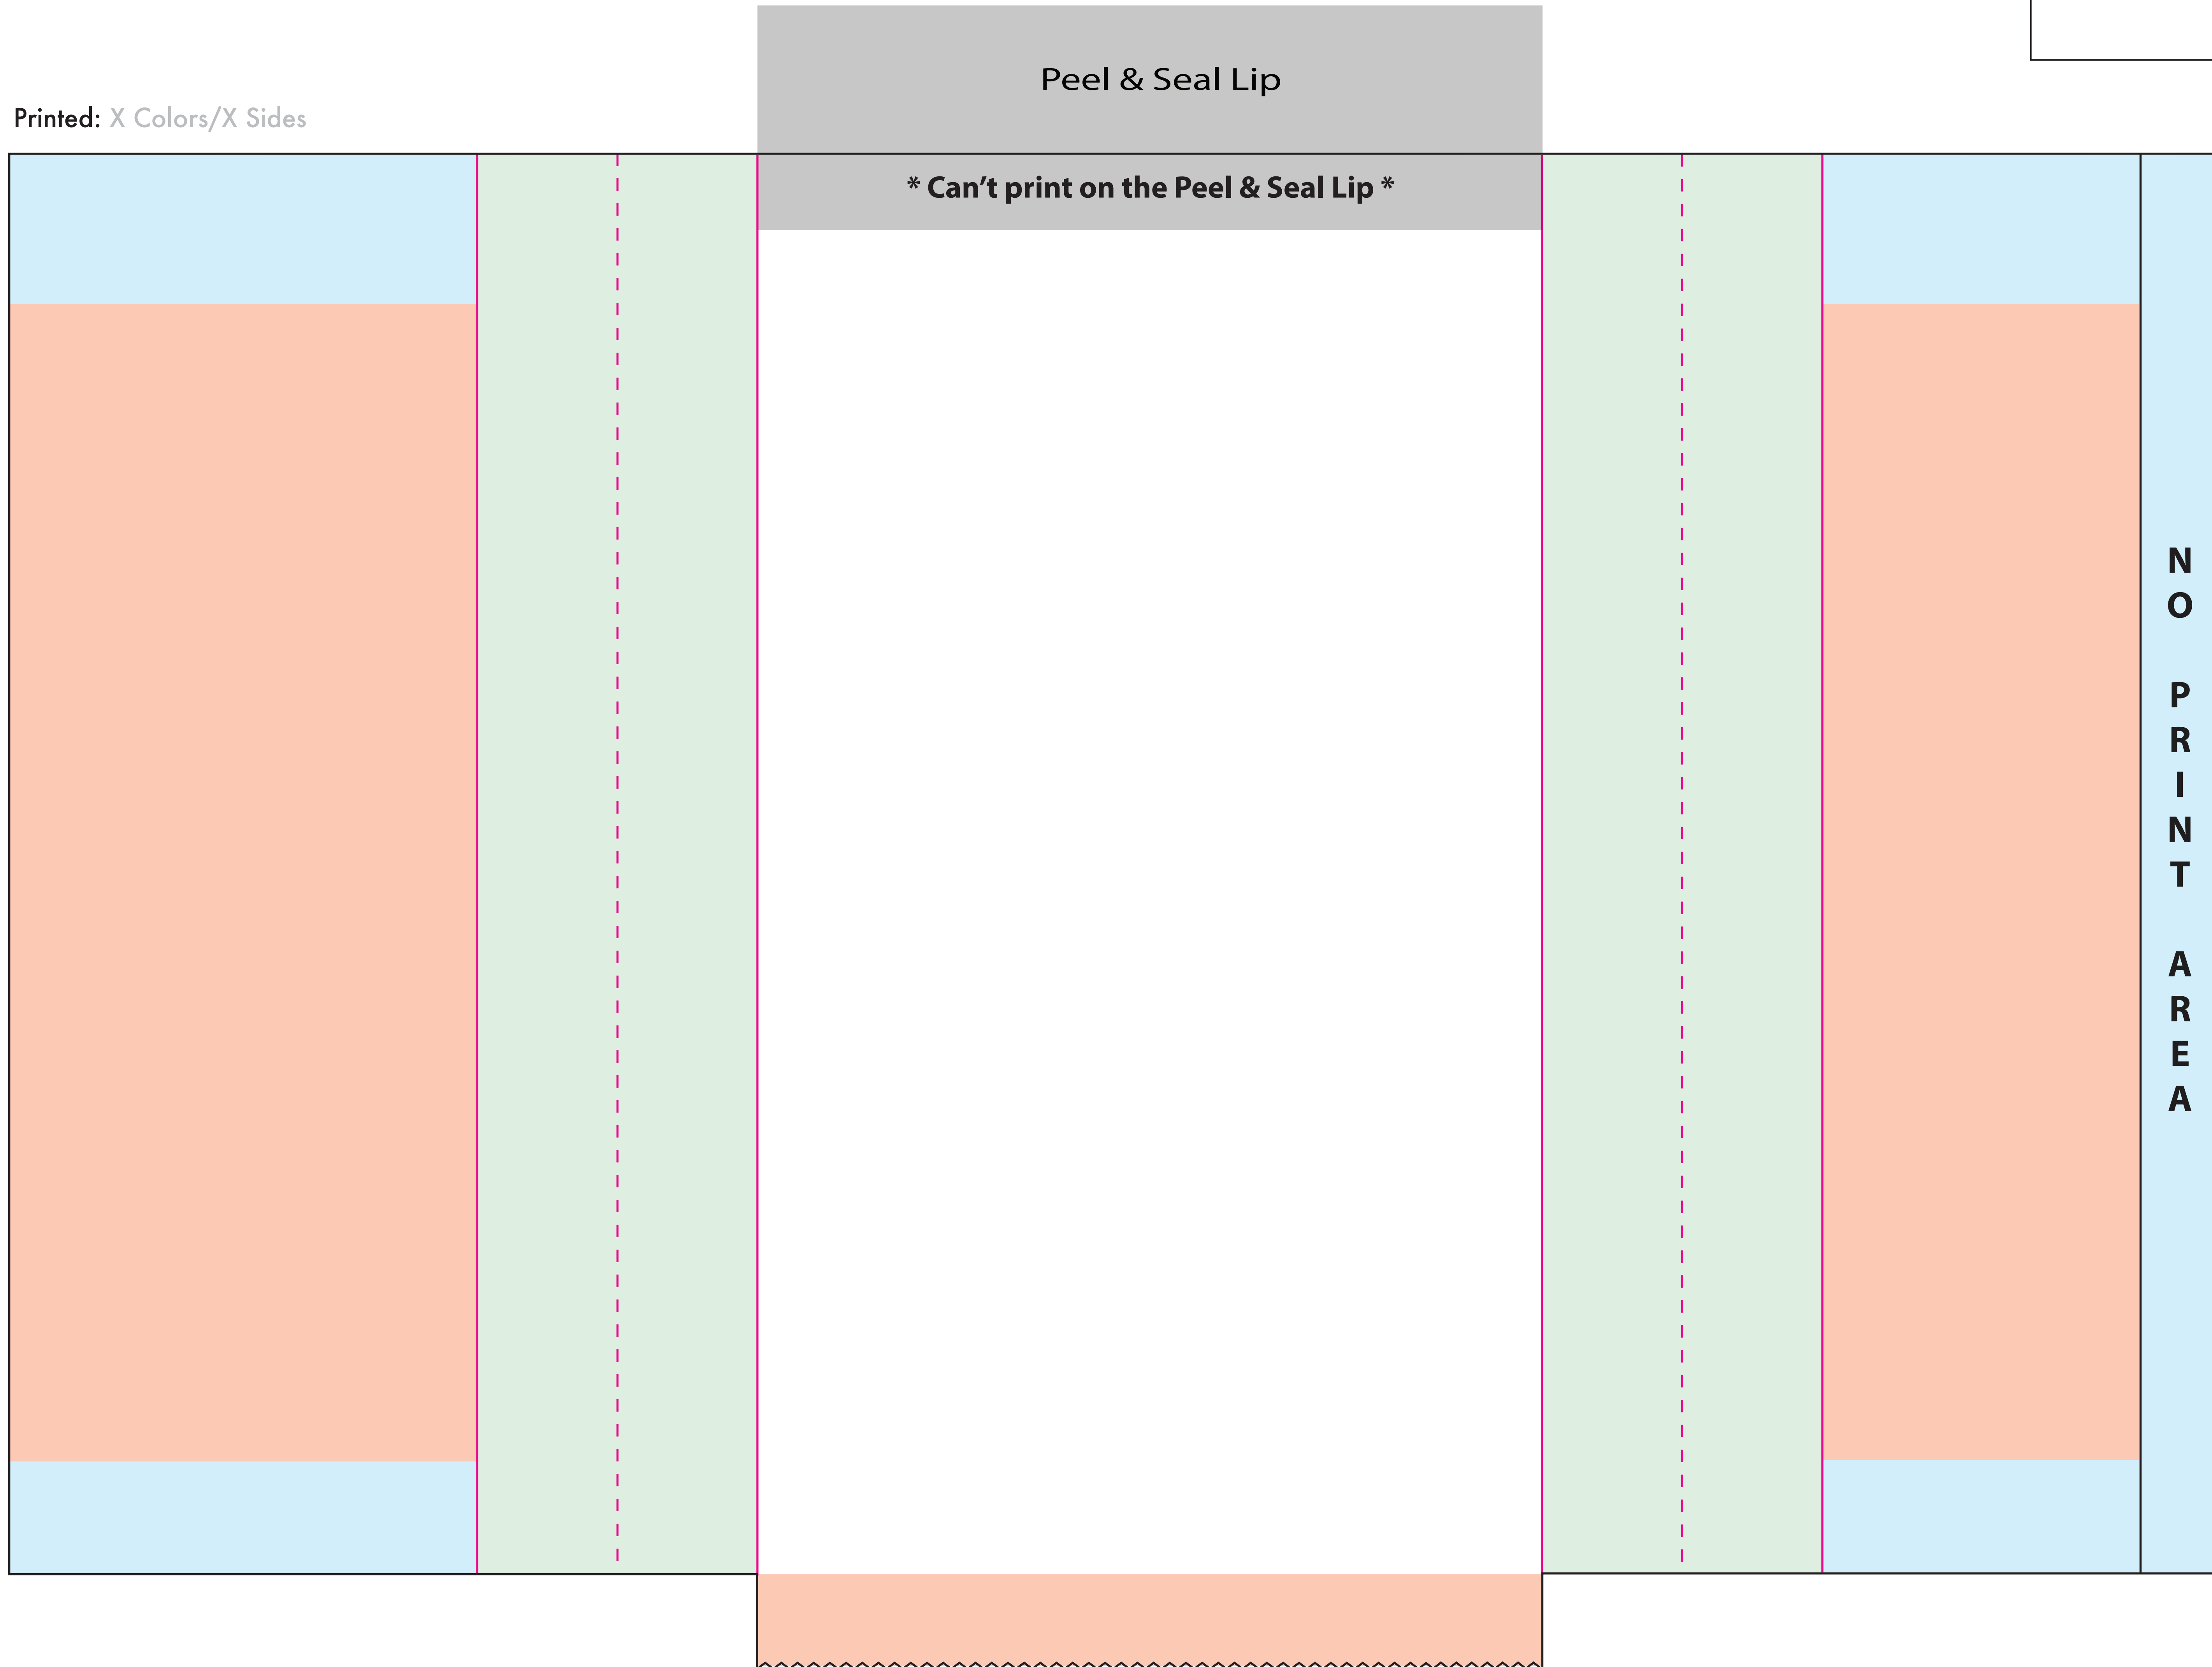 Peel & Seal Lip
Printed: X Colors/X Sides
* Can’t print on the Peel & Seal Lip *
NO PRINT AREA